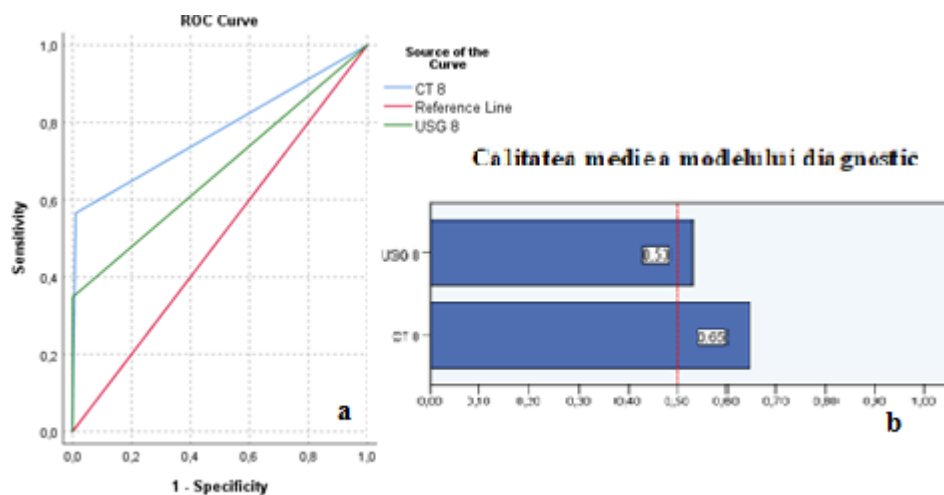 ROC Curve
1,0
0,8
0,6
0,4
0,2
0,0
Sensitivity
0,0 0,2 0,4 0,6 0,8 1,0
1 - Specificity
a
Source of the
Curve
CT 8
Reference Line
USG 8
Calitatea medie a modelului diagnostic
USG 8
0,53
CT 8
0,65
0,00 0,10 0,20 0,30 0,40 0,50 0,60 0,70 0,80 0,90 1,00
b